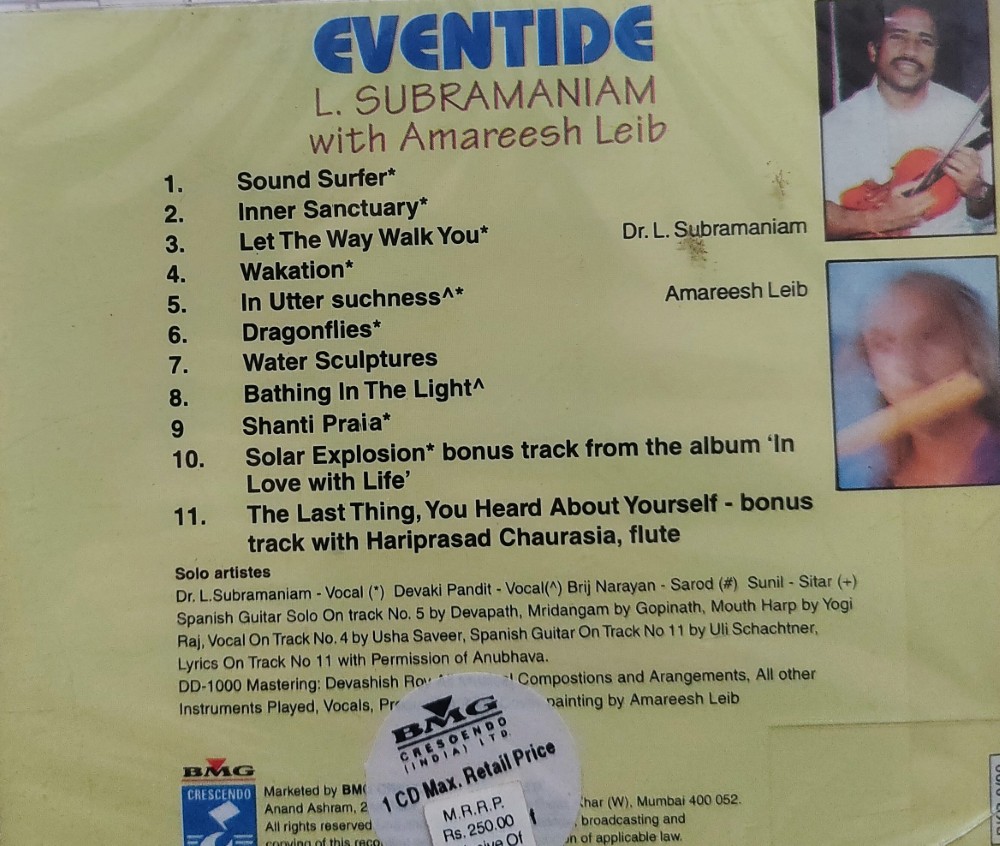 EVENTIDE
L. SUBRAMANIAM
with Amareesh Leib
1. Sound Surfer*
2. Inner Sanctuary*
3. Let The Way Walk You*
Dr. L. Subramaniam
4. Wakation*
5. In Utter suchness^*
Amareesh Leib
6. Dragonflies*
7. Water Sculptures
8. Bathing In The Light^
9 Shanti Praia*
10. Solar Explosion* bonus track from the album ‘In
Love with Life’
11. The Last Thing, You Heard About Yourself - bonus
track with Hariprasad Chaurasia, flute
Solo artistes
Dr. L.Subramaniam - Vocal (*) Devaki Pandit - Vocal(^) Brij Narayan - Sarod (#) Sunil - Sitar (+)
Spanish Guitar Solo On track No. 5 by Devapath, Mridangam by Gopinath, Mouth Harp by Yogi
Raj, Vocal On Track No. 4 by Usha Saveer, Spanish Guitar On Track No 11 by Uli Schachtner,
Lyrics On Track No 11 with Permission of Anubhava.
DD-1000 Mastering: Devashish Roy Compostions and Arangements, All other
Instruments Played, Vocals, painting by Amareesh Leib
BMG
CRESCENDO
(INDIA) LTD.
1 CD Max. Retail Price
M.R.R.P.
Rs. 250.00
Of
BMG
CRESCENDO
Marketed by BMG
Anand Ashram, Khar (W), Mumbai 400 052.
All rights reserved broadcasting and
copying of this of applicable law.